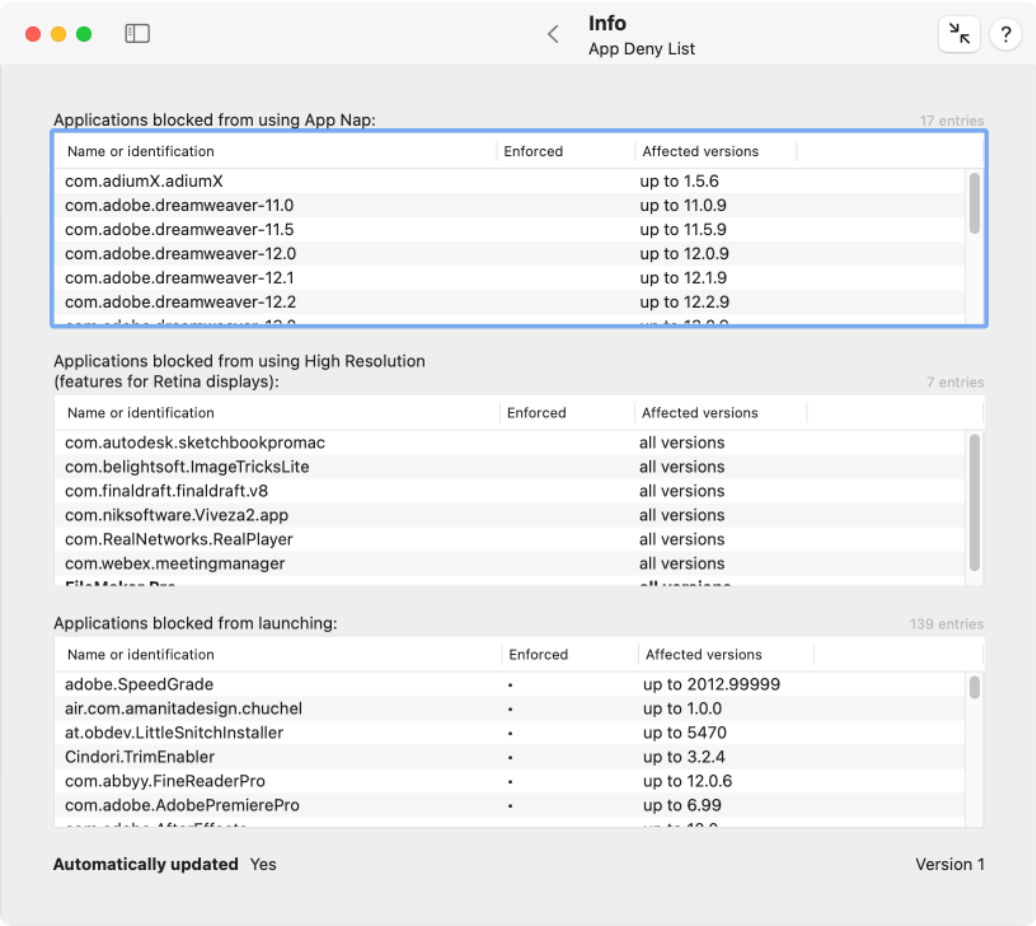 Info
App Deny List
?
Applications blocked from using App Nap: 17 entries
Name or identification Enforced Affected versions
com.adiumX.adiumX up to 1.5.6
com.adobe.dreamweaver-11.0 up to 11.0.9
com.adobe.dreamweaver-11.5 up to 11.5.9
com.adobe.dreamweaver-12.0 up to 12.0.9
com.adobe.dreamweaver-12.1 up to 12.1.9
com.adobe.dreamweaver-12.2 up to 12.2.9
Applications blocked from using High Resolution
(features for Retina displays): 7 entries
Name or identification Enforced Affected versions
com.autodesk.sketchbookpromac all versions
com.belightsoft.ImageTricksLite all versions
com.finaldraft.finaldraft.v8 all versions
com.niksoftware.Viveza2.app all versions
com.RealNetworks.RealPlayer all versions
com.webex.meetingmanager all versions
FileMaker Pro all versions
Applications blocked from launching: 139 entries
Name or identification Enforced Affected versions
adobe.SpeedGrade • up to 2012.99999
air.com.amanitadesign.chuchel • up to 1.0.0
at.obdev.LittleSnitchInstaller • up to 5470
Cindori.TrimEnabler • up to 3.2.4
com.abbyy.FineReaderPro • up to 12.0.6
com.adobe.AdobePremierePro • up to 6.99
Automatically updated Yes Version 1